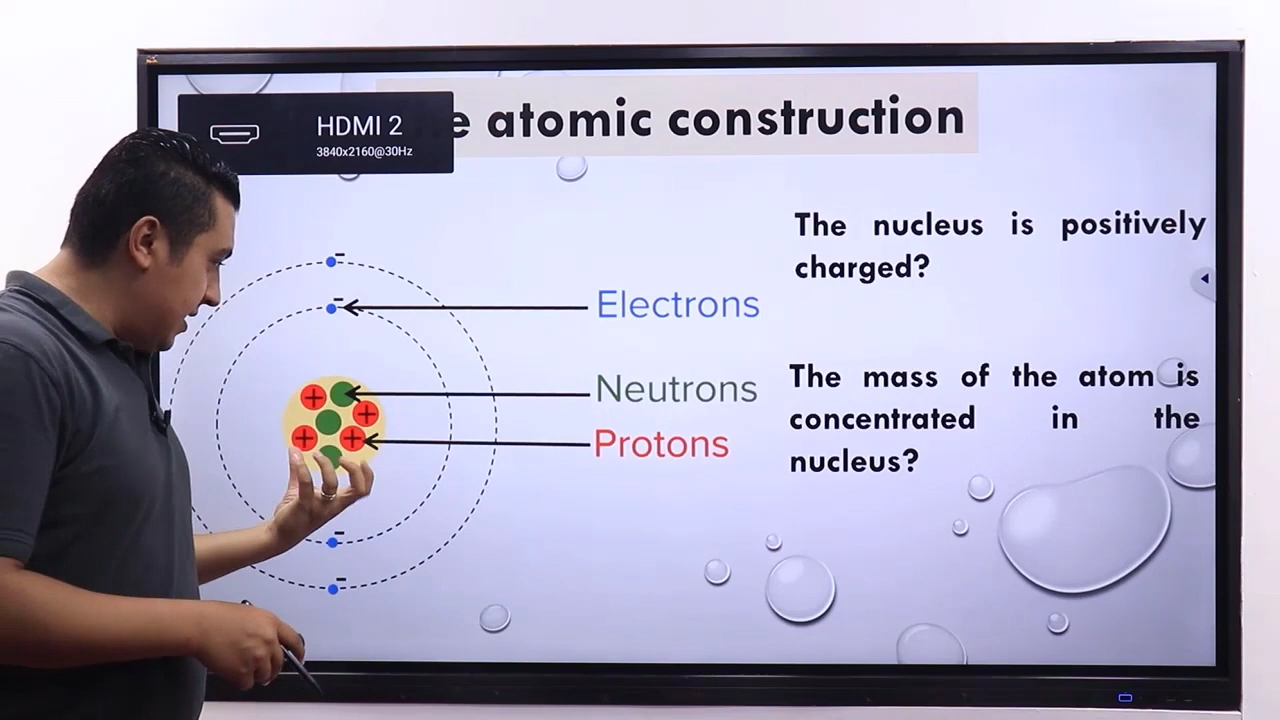 HDMI 2
3840x2160@30Hz
e atomic construction
The nucleus is positively
charged?
Electrons
The mass of the atom is
concentrated in the
nucleus?
Neutrons
Protons